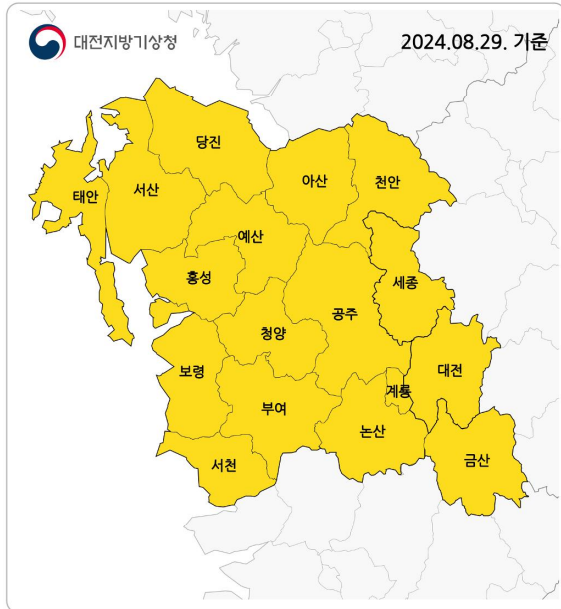 대전지방기상청
2024.08.29. 기준
당진
아산
천안
태안
서산
예산
홍성
세종
공주
청양
보령
대전
계룡
부여
논산
서천
금산